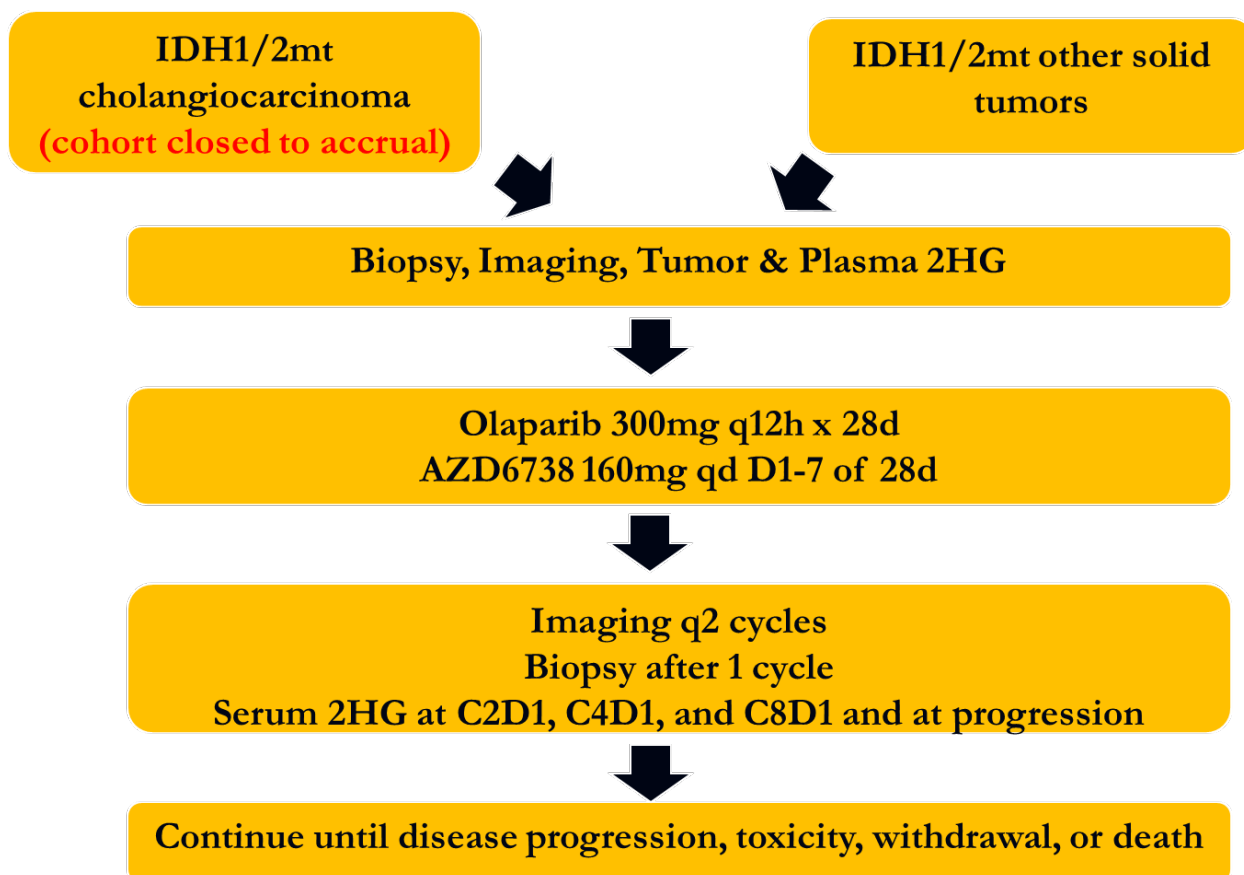 IDH1/2mt
cholangiocarcinoma
(cohort closed to accrual)
IDH1/2mt other solid
tumors
Biopsy, Imaging, Tumor & Plasma 2HG
Olaparib 300mg q12h x 28d
AZD6738 160mg qd D1-7 of 28d
Imaging q2 cycles
Biopsy after 1 cycle
Serum 2HG at C2D1, C4D1, and C8D1 and at progression
Continue until disease progression, toxicity, withdrawal, or death